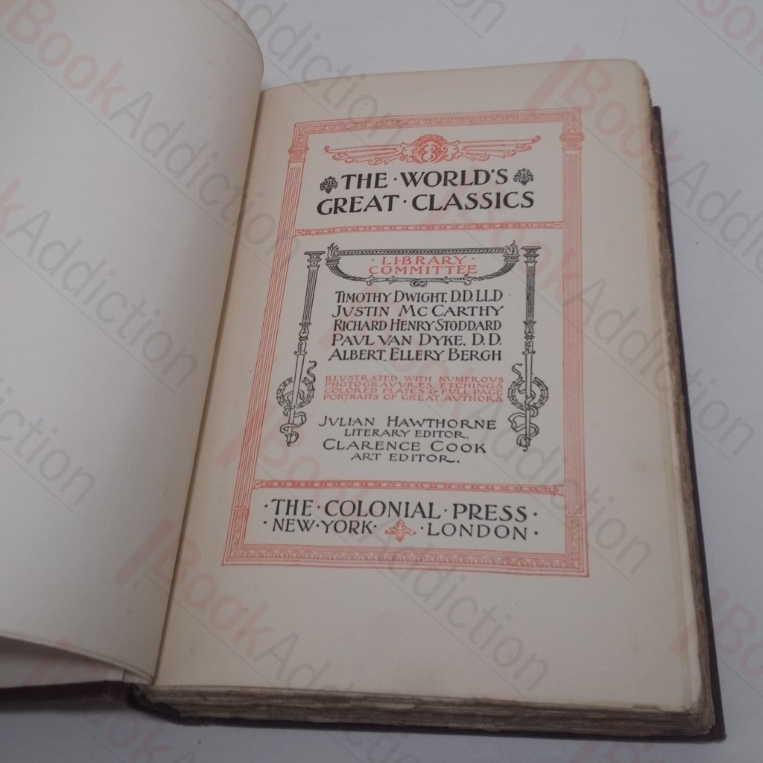 THE·WORLD'S
GREAT·CLASSICS
·LIBRARY·
COMMITTEE
TIMOTHY DWIGHT, D.D. LLD
JUSTIN MCCARTHY
RICHARD HENRY STODDARD
PAUL VAN DYKE, D.D.
ALBERT ELLERY BERGH
ILLUSTRATED WITH NUMEROUS
PHOTOGRAVURES, ETCHINGS
COLORED PLATES & FULL PAGE
PORTRAITS OF GREAT AUTHORS
JULIAN HAWTHORNE
LITERARY EDITOR.
CLARENCE COOK
ART EDITOR.
·THE·COLONIAL·PRESS·
·NEW·YORK· ·LONDON·
BookAddiction